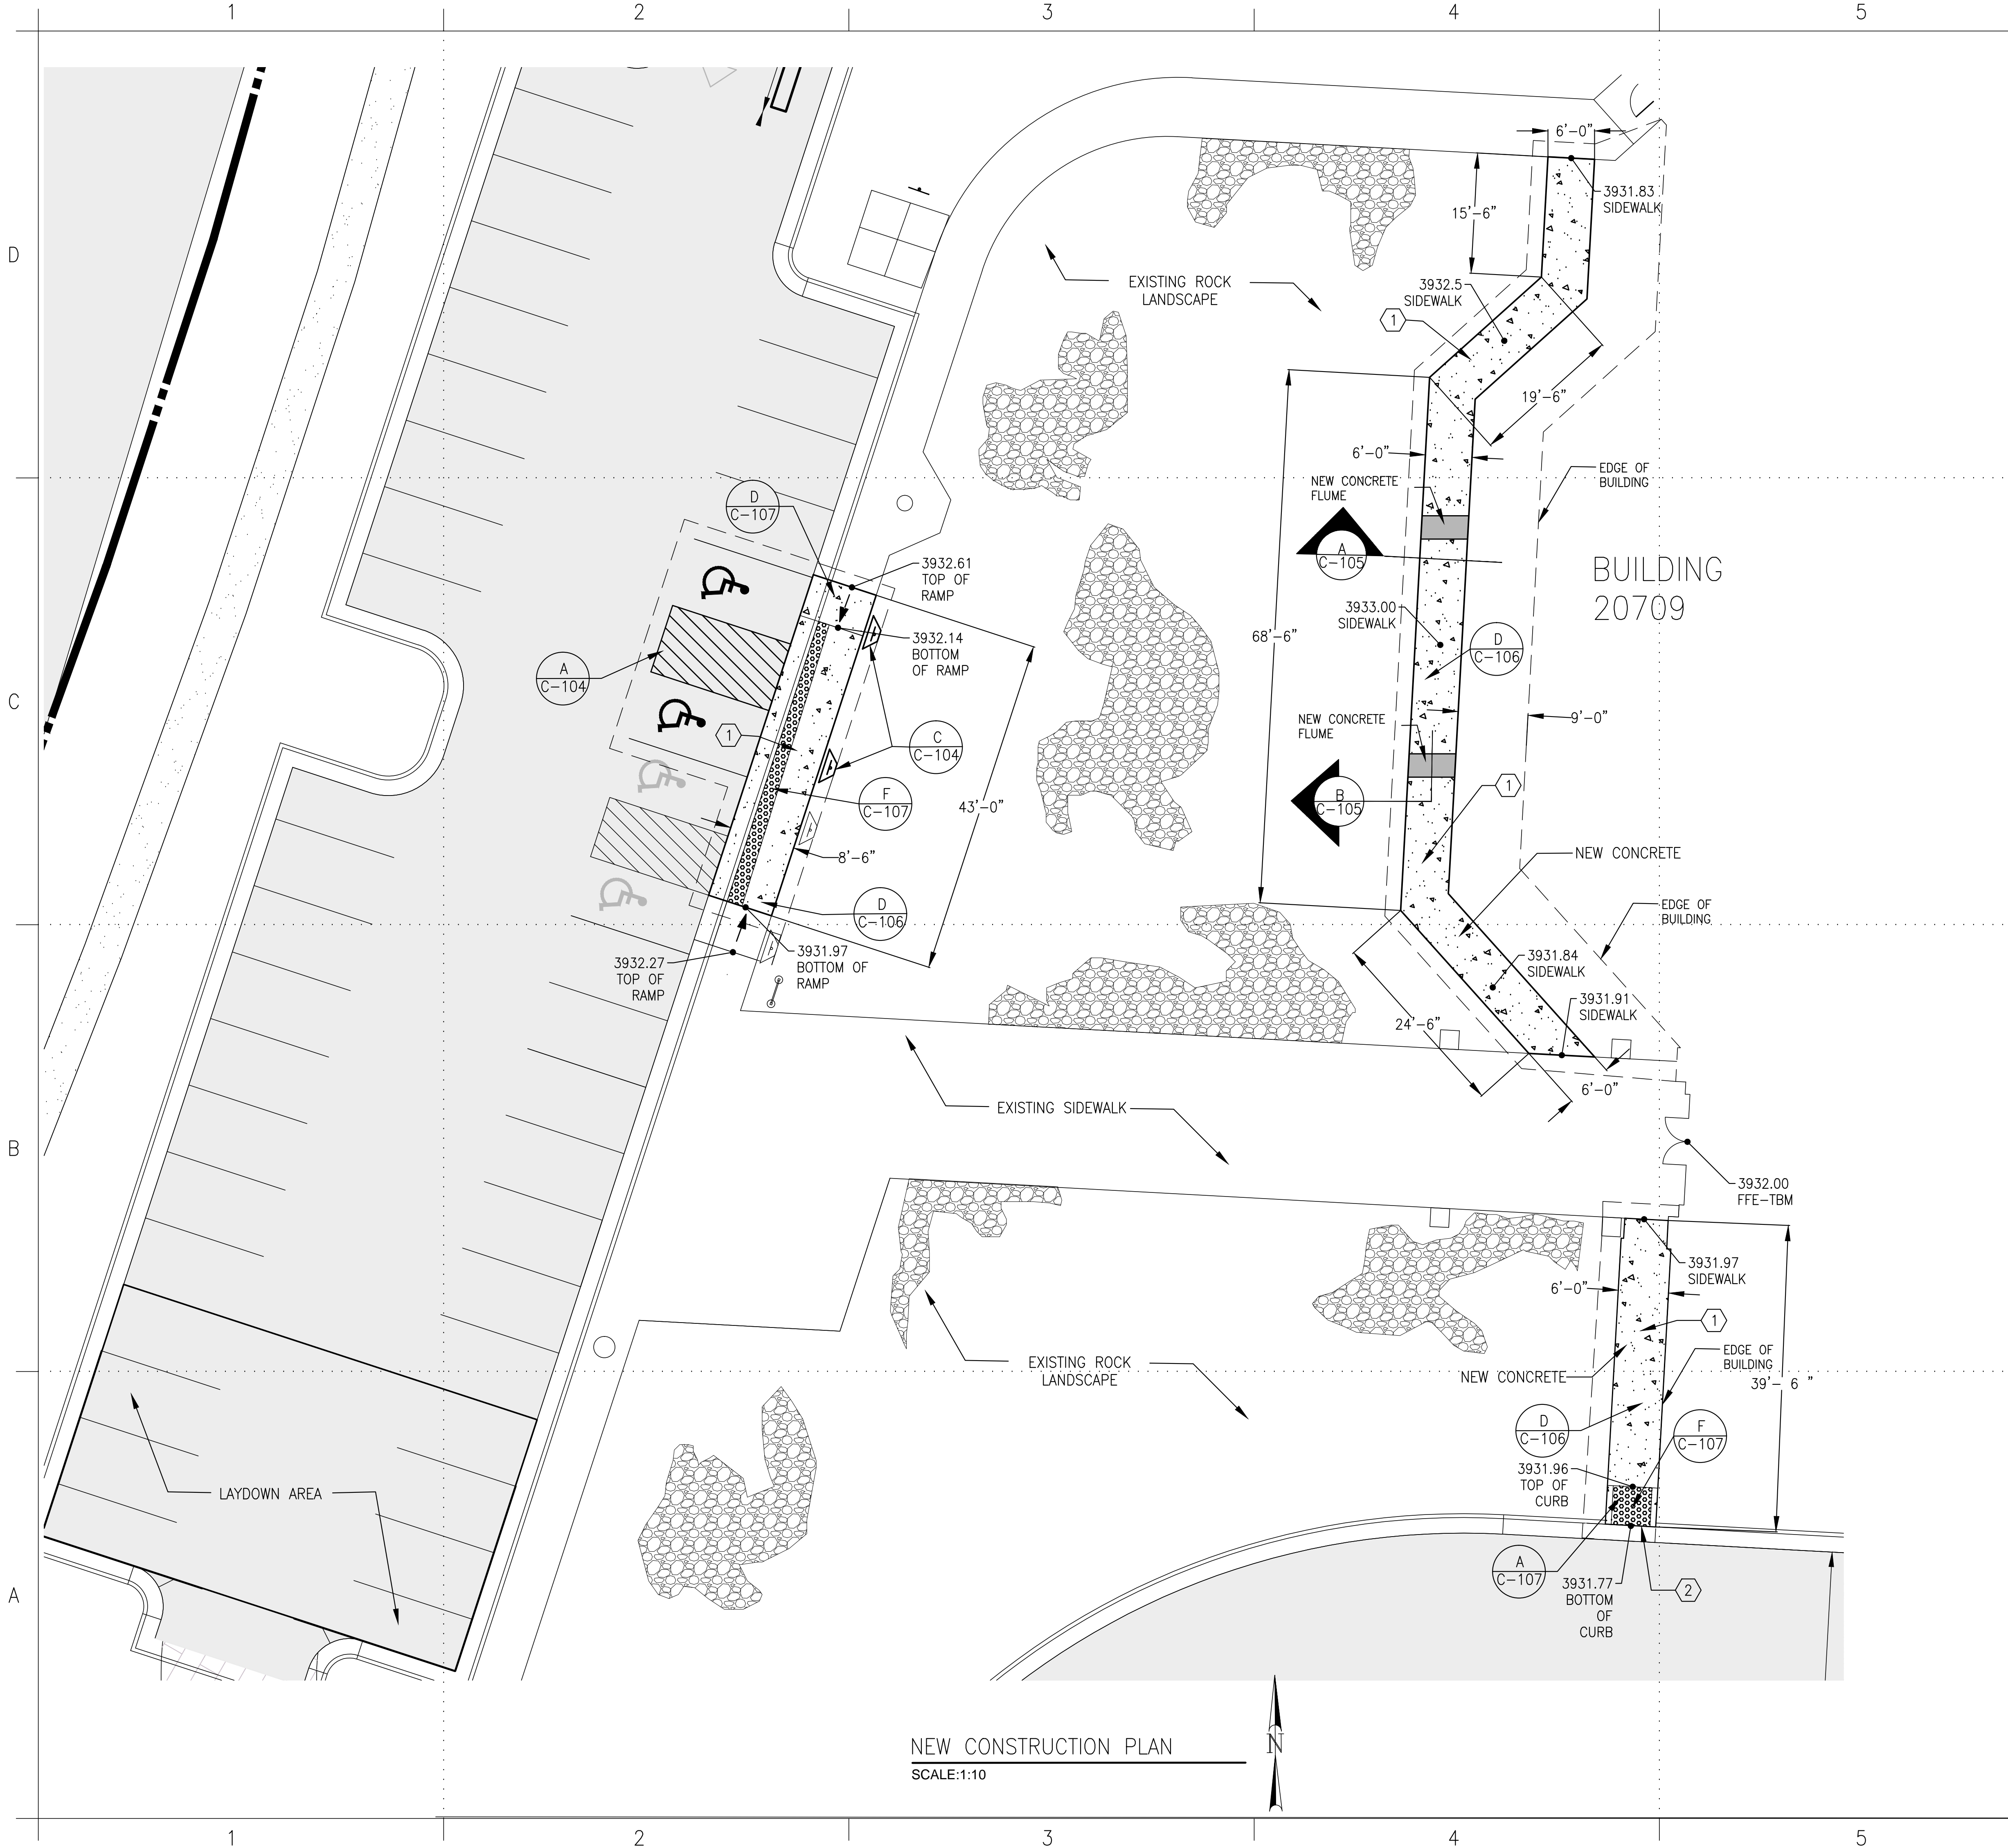 1 2 3 4 5
6'-0"
3931.83
SIDEWALK
15'-6"
D
EXISTING ROCK
LANDSCAPE
3932.5
SIDEWALK
1
19'-6"
6'-0"
EDGE OF
BUILDING
NEW CONCRETE
FLUME
D
C-107
A
C-105
3932.61
TOP OF
RAMP
BUILDING
20709
3933.00
SIDEWALK
3932.14
BOTTOM
OF RAMP
68'-6"
D
C-106
A
C-104
C
1
C
C-104
NEW CONCRETE
FLUME
9'-0"
F
C-107
43'-0"
B
C-105
1
8'-6"
NEW CONCRETE
D
C-106
EDGE OF
BUILDING
3932.27
TOP OF
RAMP
3931.97
BOTTOM OF
RAMP
3931.84
SIDEWALK
3931.91
SIDEWALK
24'-6"
6'-0"
EXISTING SIDEWALK
B
3932.00
FFE-TBM
3931.97
SIDEWALK
6'-0"
1
EDGE OF
BUILDING
EXISTING ROCK
LANDSCAPE
NEW CONCRETE
39'- 6 "
D
C-106
F
C-107
3931.96
TOP OF
CURB
LAYDOWN AREA
A
C-107
3931.77
BOTTOM
OF
CURB
2
A
NEW CONSTRUCTION PLAN
SCALE:1:10
N
1 2 3 4 5